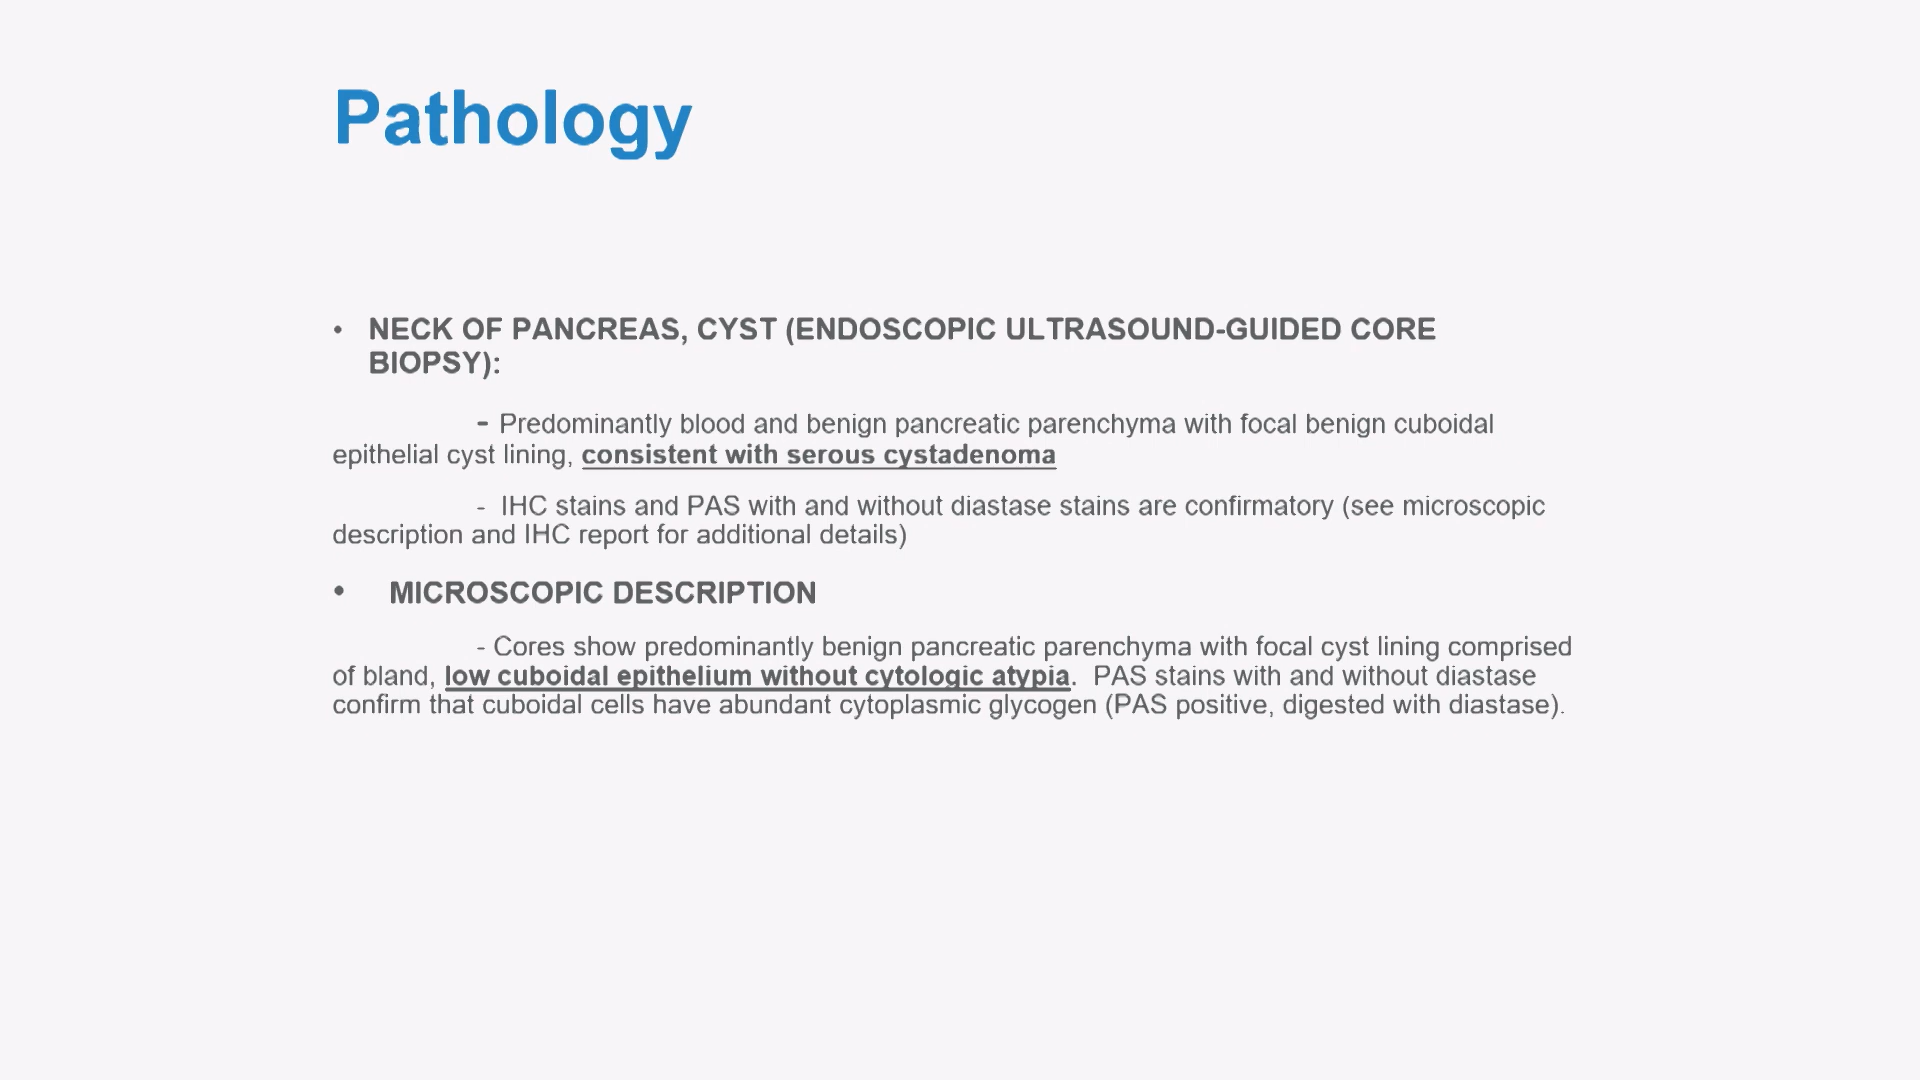 Pathology
• NECK OF PANCREAS, CYST (ENDOSCOPIC ULTRASOUND-GUIDED CORE
BIOPSY):
- Predominantly blood and benign pancreatic parenchyma with focal benign cuboidal
epithelial cyst lining, consistent with serous cystadenoma
- IHC stains and PAS with and without diastase stains are confirmatory (see microscopic
description and IHC report for additional details)
• MICROSCOPIC DESCRIPTION
- Cores show predominantly benign pancreatic parenchyma with focal cyst lining comprised
of bland, low cuboidal epithelium without cytologic atypia. PAS stains with and without diastase
confirm that cuboidal cells have abundant cytoplasmic glycogen (PAS positive, digested with diastase).